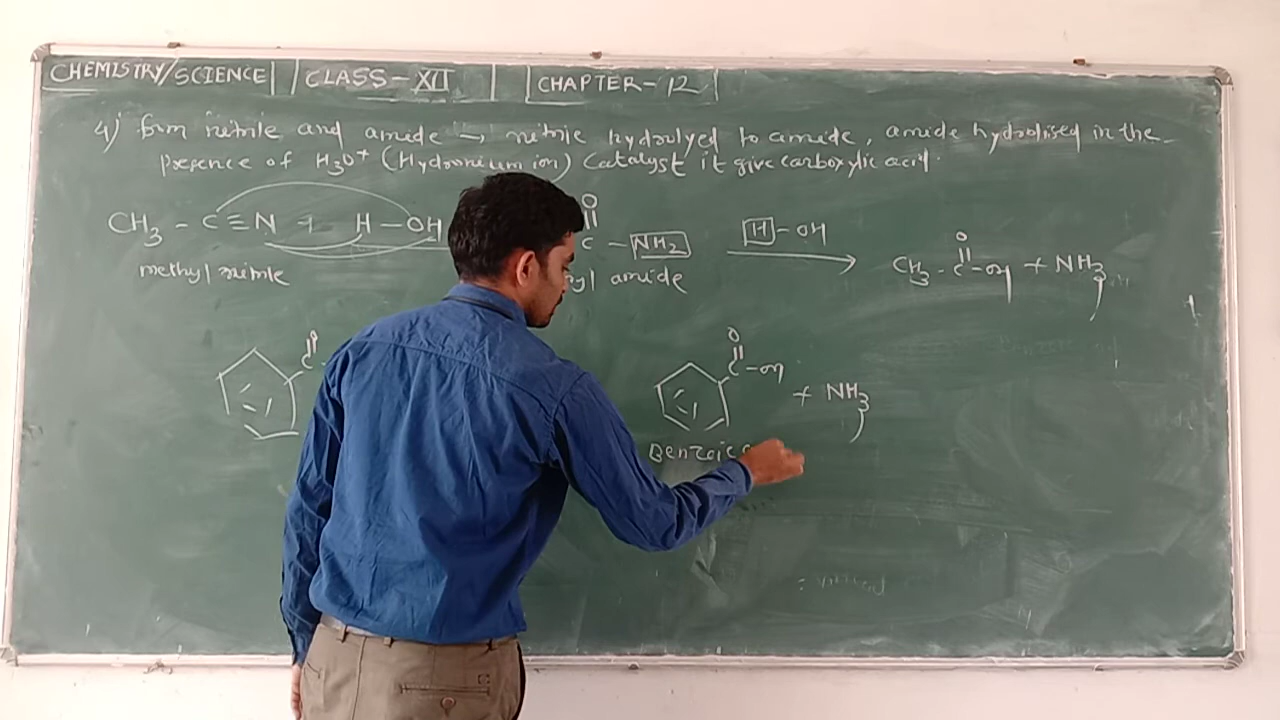 CHEMISTRY/SCIENCE CLASS-XII CHAPTER-12
4) from nitrile and amide → nitrile hydrolyed to amide, amide hydrolised in the
presence of H3O+ (Hydronium ion) Catalyst it give carboxylic acid.
O
CH3 - C≡N + H - OH C - NH2 H - OH
O
CH3 - C - OH + NH3
methyl nitrile amide
O O
C C - OH
+ NH3
Benzoic